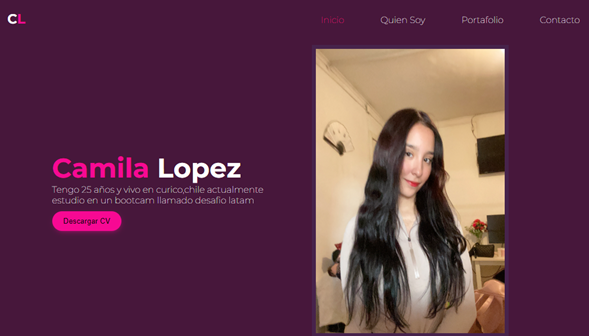 CL
Inicio Quien Soy Portafolio Contacto
Camila Lopez
Tengo 25 años y vivo en curico,chile actualmente
estudio en un bootcam llamado desafio latam
Descargar CV